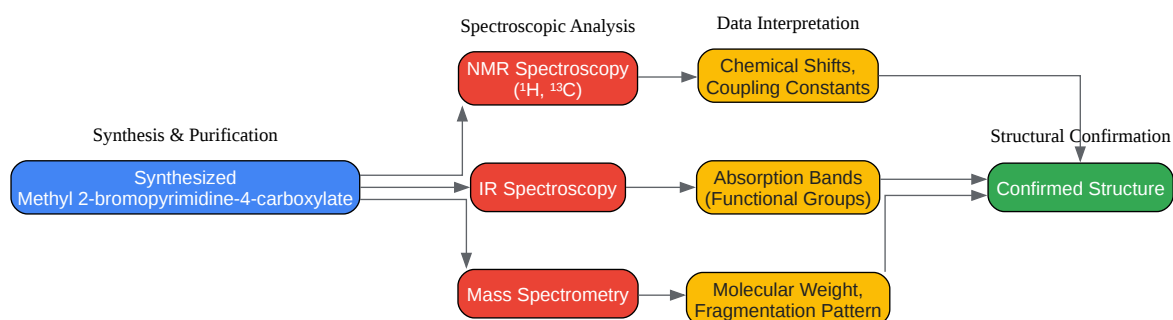 Spectroscopic Analysis
Data Interpretation
NMR Spectroscopy
(¹H, ¹³C)
Chemical Shifts,
Coupling Constants
Synthesis & Purification
Structural Confirmation
Synthesized
Methyl 2-bromopyrimidine-4-carboxylate
IR Spectroscopy
Absorption Bands
(Functional Groups)
Confirmed Structure
Mass Spectrometry
Molecular Weight,
Fragmentation Pattern